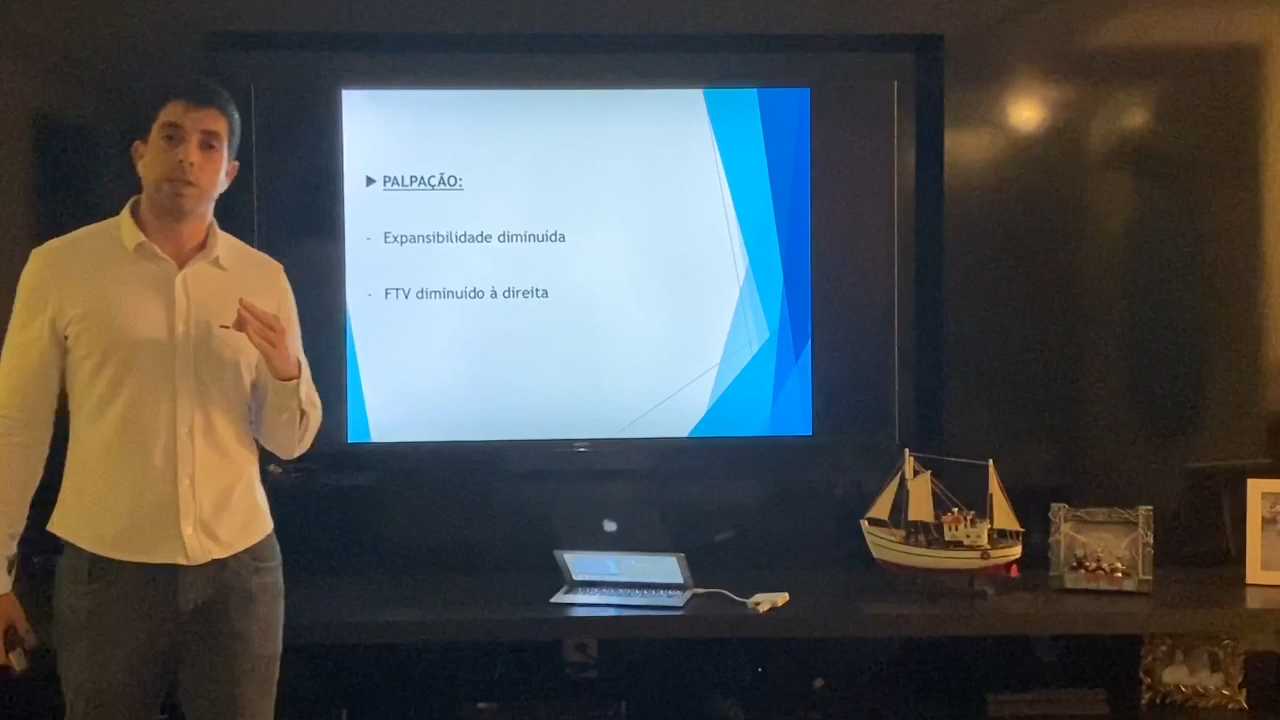 PALPAÇÃO:
- Expansibilidade diminuída
- FTV diminuído à direita